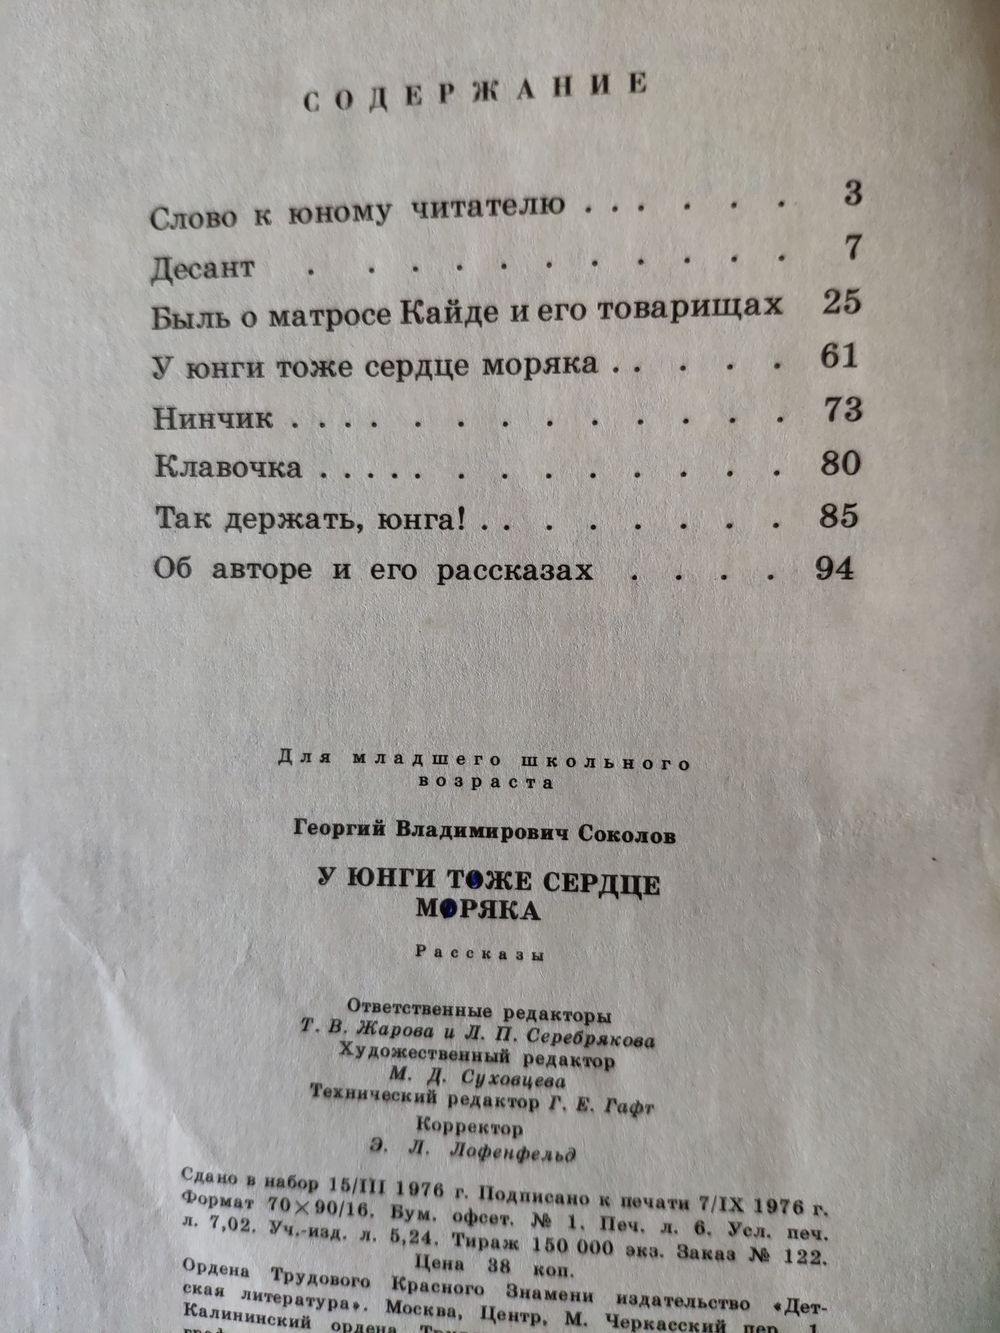 СОДЕРЖАНИЕ
Слово к юному читателю . . . . . . . 3
Десант . . . . . . . . . . . 7
Быль о матросе Кайде и его товарищах 25
У юнги тоже сердце моряка . . . . . . 61
Нинчик . . . . . . . . . . . . . 73
Клавочка . . . . . . . . . . . . . 80
Так держать, юнга! . . . . . . . . 85
Об авторе и его рассказах . . . . 94
Для младшего школьного
возраста
Георгий Владимирович Соколов
У ЮНГИ ТОЖЕ СЕРДЦЕ
МОРЯКА
Рассказы
Ответственные редакторы
Т. В. Жарова и Л. П. Серебрякова
Художественный редактор
М. Д. Суховцева
Технический редактор Г. Е. Гафт
Корректор
Э. Л. Лофенфельд
Сдано в набор 15/III 1976 г. Подписано к печати 7/IX 1976 г.
Формат 70×90/16. Бум. офсет. № 1. Печ. л. 6. Усл. печ.
л. 7,02. Уч.-изд. л. 5,24. Тираж 150 000 экз. Заказ № 122.
Цена 38 коп.
Ордена Трудового Красного Знамени издательство «Дет-
ская литература». Москва, Центр, М. Черкасский пер. 1.
Калининский ордена